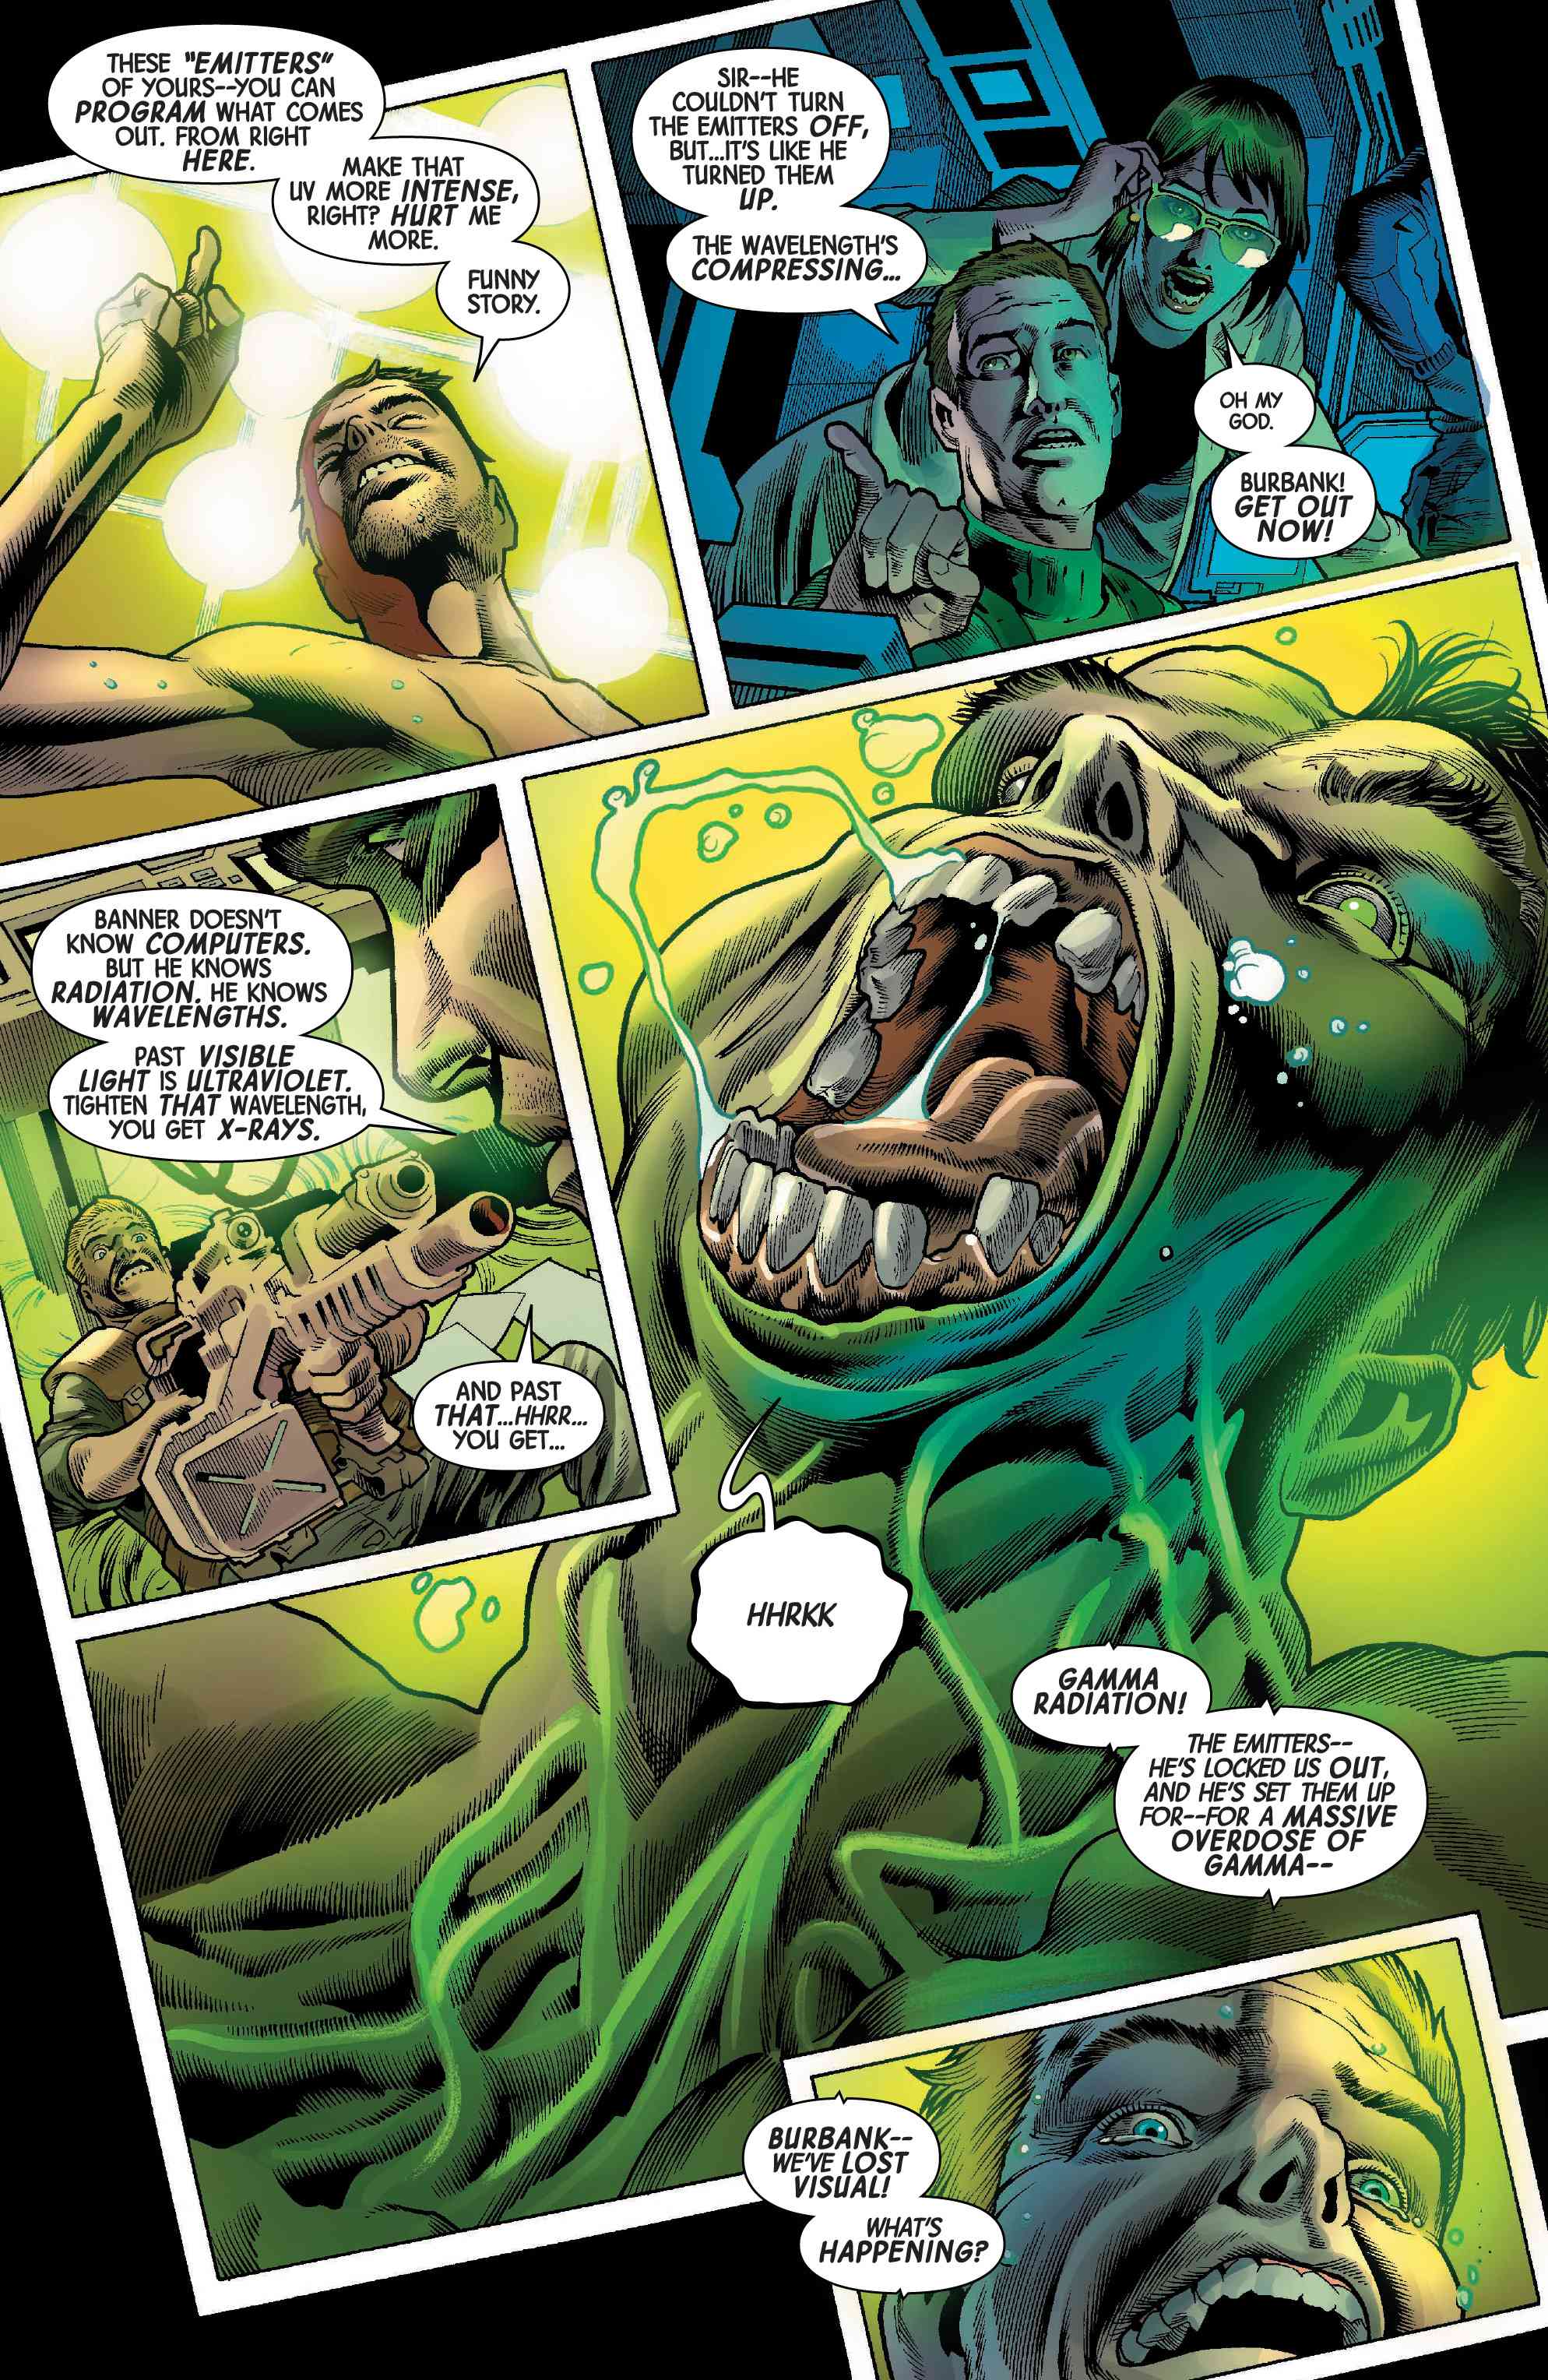 THESE "EMITTERS"
OF YOURS--YOU CAN
PROGRAM WHAT COMES
OUT. FROM RIGHT
HERE.
MAKE THAT
UV MORE INTENSE,
RIGHT? HURT ME
MORE.
FUNNY
STORY.
SIR--HE
COULDN'T TURN
THE EMITTERS OFF,
BUT...IT'S LIKE HE
TURNED THEM
UP.
THE WAVELENGTH'S
COMPRESSING...
OH MY
GOD.
BURBANK!
GET OUT
NOW!
BANNER DOESN'T
KNOW COMPUTERS.
BUT HE KNOWS
RADIATION. HE KNOWS
WAVELENGTHS.
PAST VISIBLE
LIGHT IS ULTRAVIOLET.
TIGHTEN THAT WAVELENGTH,
YOU GET X-RAYS.
AND PAST
THAT...HHRR...
YOU GET...
HHRKK
GAMMA
RADIATION!
THE EMITTERS--
HE'S LOCKED US OUT,
AND HE'S SET THEM UP
FOR--FOR A MASSIVE
OVERDOSE OF
GAMMA--
BURBANK--
WE'VE LOST
VISUAL!
WHAT'S
HAPPENING?